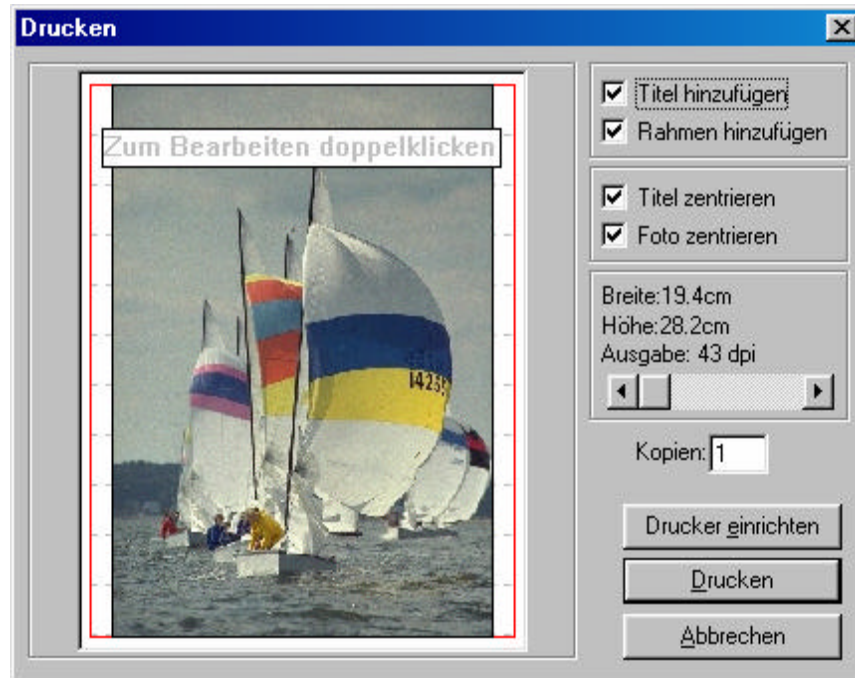 Drucken
Zum Bearbeiten doppelklicken
14255
Titel hinzufügen
Rahmen hinzufügen
Titel zentrieren
Foto zentrieren
Breite:19.4cm
Höhe:28.2cm
Ausgabe: 43 dpi
Kopien: 1
Drucker einrichten
Drucken
Abbrechen